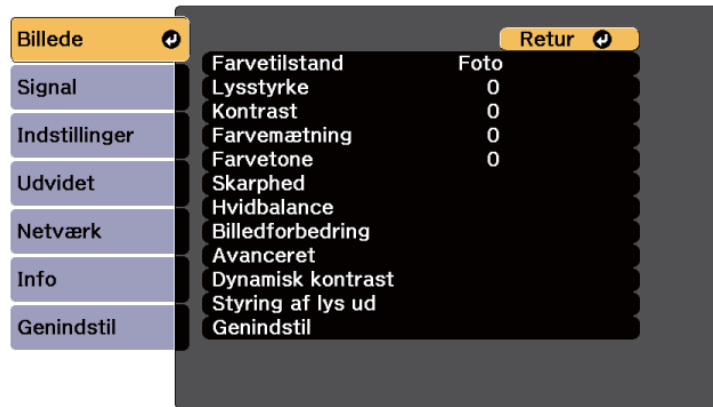 Billede
Signal
Indstillinger
Udvidet
Netværk
Info
Genindstil
Retur
Farvetilstand Foto
Lysstyrke 0
Kontrast 0
Farvemætning 0
Farvetone 0
Skarphed
Hvidbalance
Billedforbedring
Avanceret
Dynamisk kontrast
Styring af lys ud
Genindstil